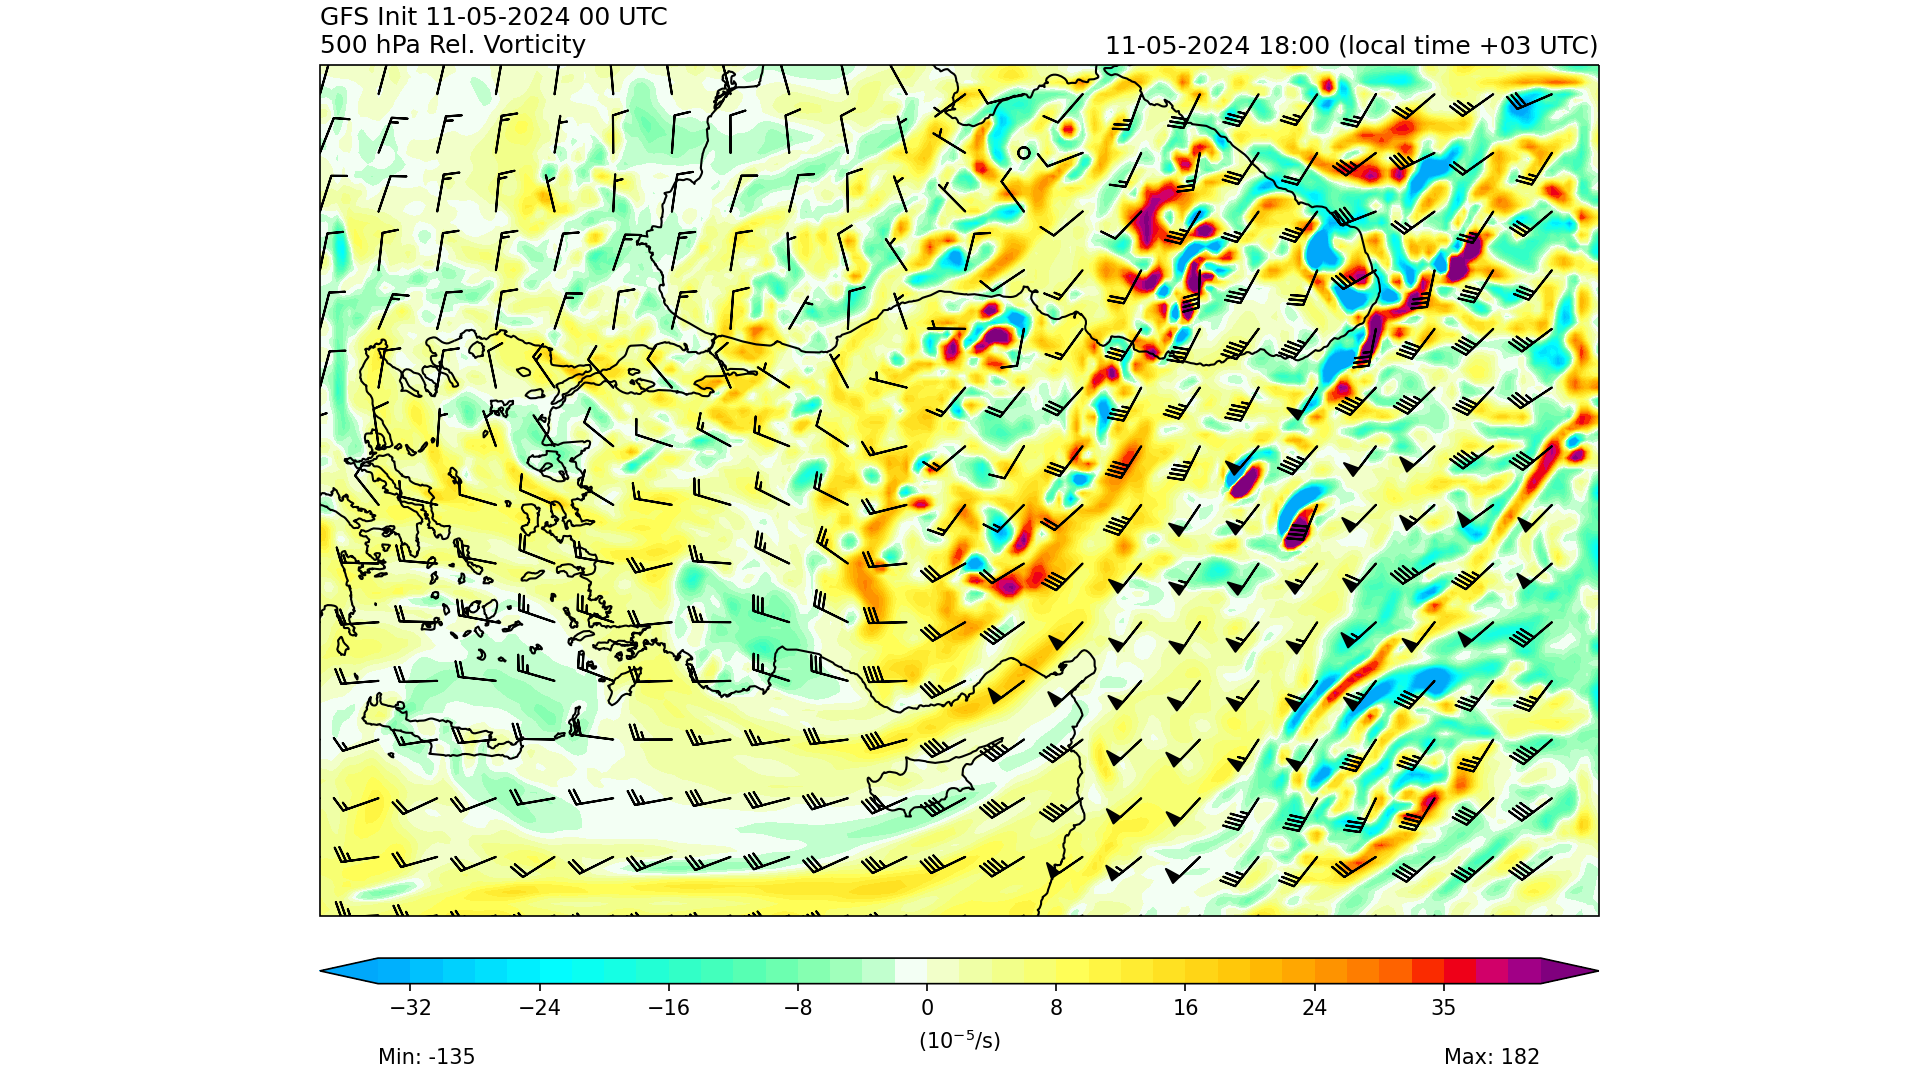 GFS Init 11-05-2024 00 UTC
500 hPa Rel. Vorticity
11-05-2024 18:00 (local time +03 UTC)
−32 −24 −16 −8 0 8 16 24 35
(10⁻⁵/s)
Min: -135
Max: 182